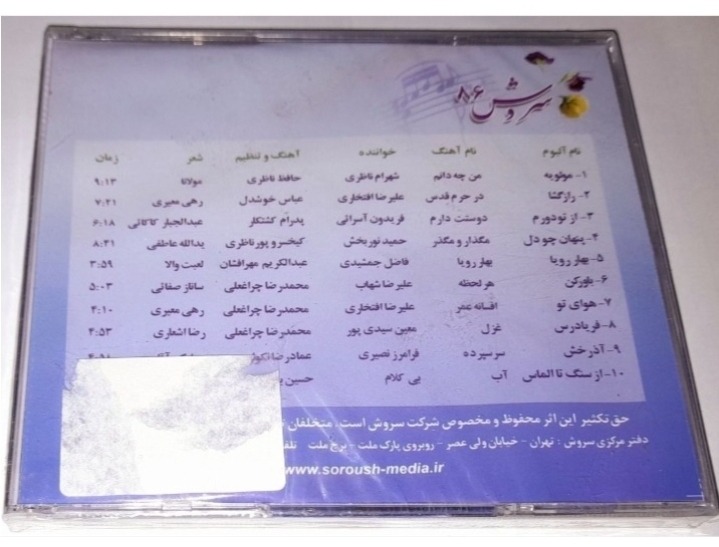 سروش ۸۶
نام آلبوم نام آهنگ خواننده آهنگ و تنظیم شعر زمان
۱- مولویه من چه دانم شهرام ناظری حافظ ناظری مولانا ۹:۱۳
۲- رازگشا در حرم قدس علیرضا افتخاری عباس خوشدل رهی معیری ۷:۲۱
۳- از تو دورم دوستت دارم فریدون آسرائی پدرام کشتکار عبدالجبار کاکائی ۶:۱۸
۴- پنهان چو دل مگذار و مگذر حمید نوربخش کیخسرو پورناظری یدالله عاطفی ۸:۳۱
۵- بهار رویا بهار رویا فاضل جمشیدی عبدالکریم مهرافشان لعبت والا ۳:۵۹
۶- باورکن هر لحظه علیرضا شهاب محمدرضا چراغعلی ساناز صفائی ۵:۰۳
۷- هوای تو افسانه عمر علیرضا افتخاری محمدرضا چراغعلی رهی معیری ۴:۱۰
۸- فریادرس غزل معین سیدی پور محمدرضا چراغعلی رضا اشعاری ۴:۵۳
۹- آذرخش سرسپرده فرامرز نصیری عمادرضا
۱۰- از سنگ تا الماس آب بی کلام حسین
حق تکثیر این اثر محفوظ و مخصوص شرکت سروش است. متخلفان
دفتر مرکزی سروش : تهران - خیابان ولی عصر - روبروی پارک ملت - برج ملت
www.soroush-media.ir